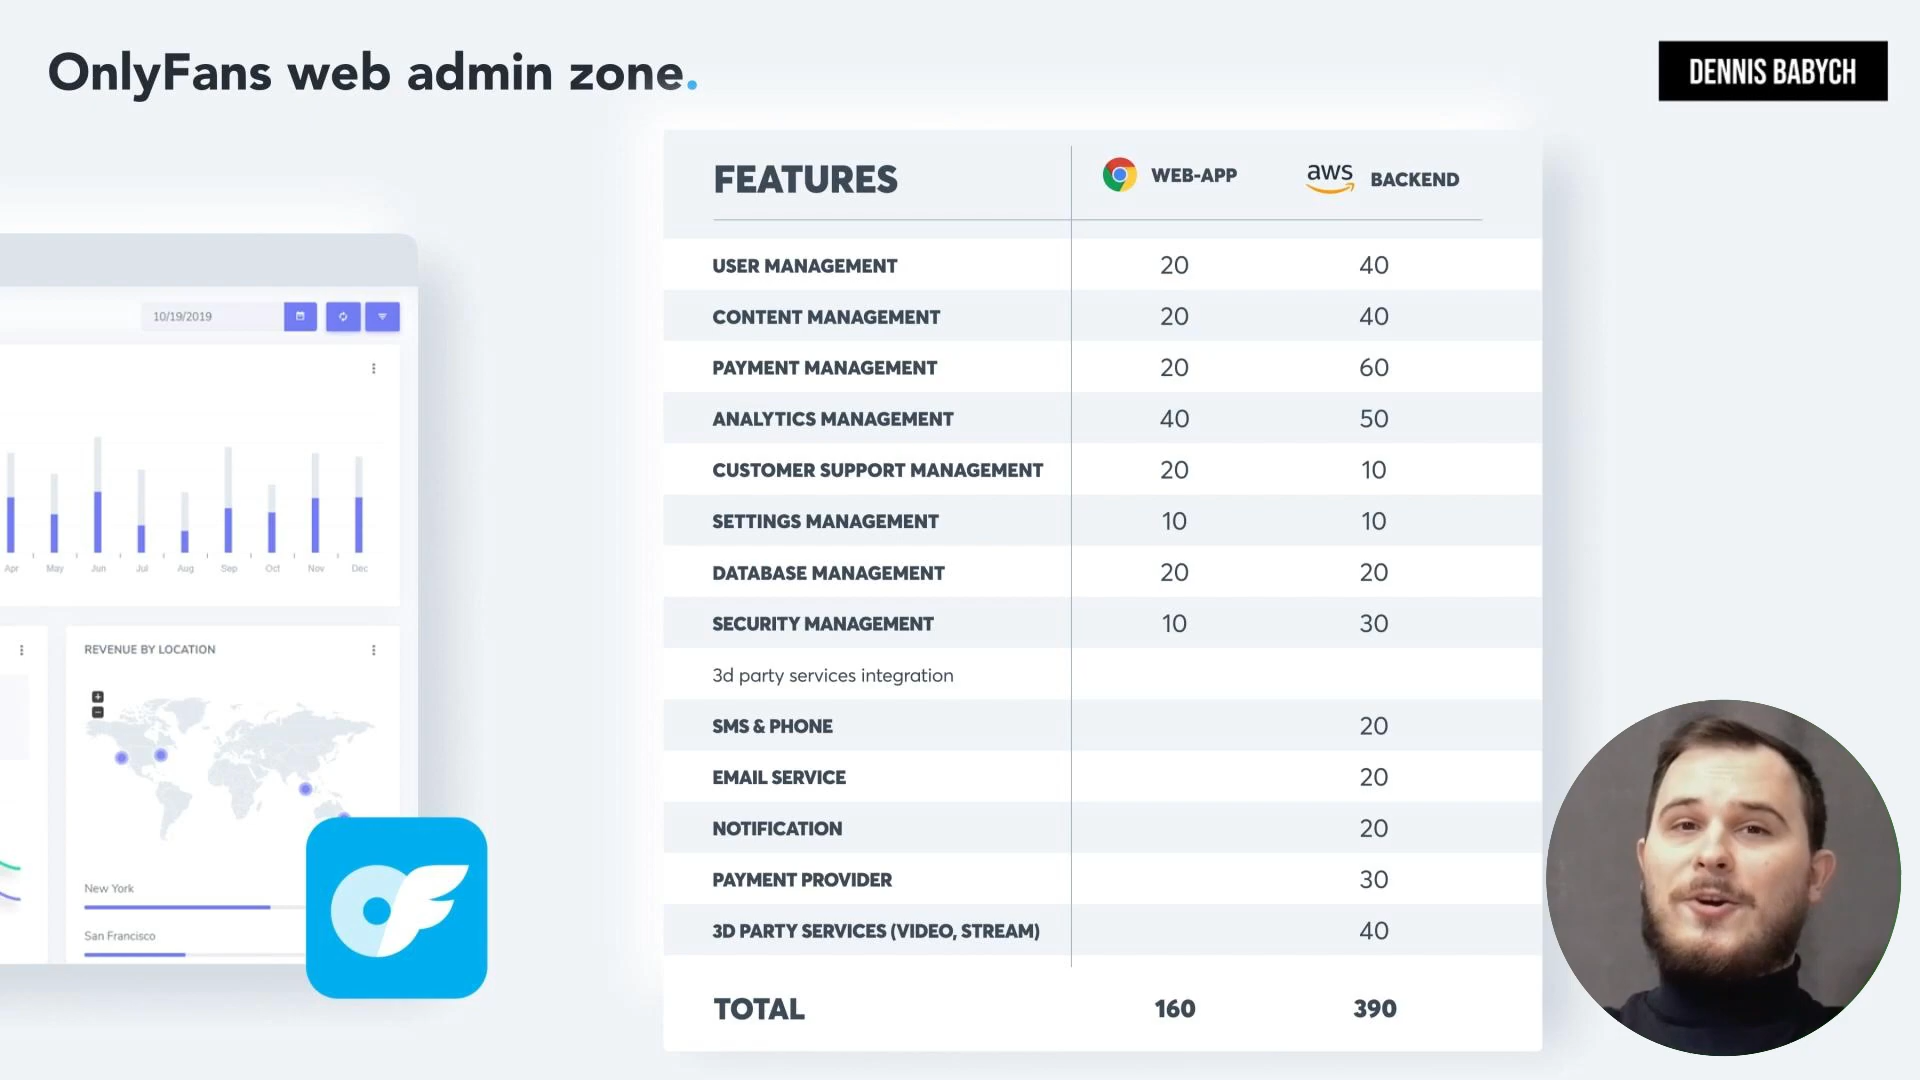 OnlyFans web admin zone.
DENNIS BABYCH
10/19/2019
Apr May Jun Jul Aug Sep Oct Nov Dec
REVENUE BY LOCATION
New York
San Francisco
FEATURES WEB-APP aws BACKEND
USER MANAGEMENT 20 40
CONTENT MANAGEMENT 20 40
PAYMENT MANAGEMENT 20 60
ANALYTICS MANAGEMENT 40 50
CUSTOMER SUPPORT MANAGEMENT 20 10
SETTINGS MANAGEMENT 10 10
DATABASE MANAGEMENT 20 20
SECURITY MANAGEMENT 10 30
3d party services integration
SMS & PHONE 20
EMAIL SERVICE 20
NOTIFICATION 20
PAYMENT PROVIDER 30
3D PARTY SERVICES (VIDEO, STREAM) 40
TOTAL 160 390